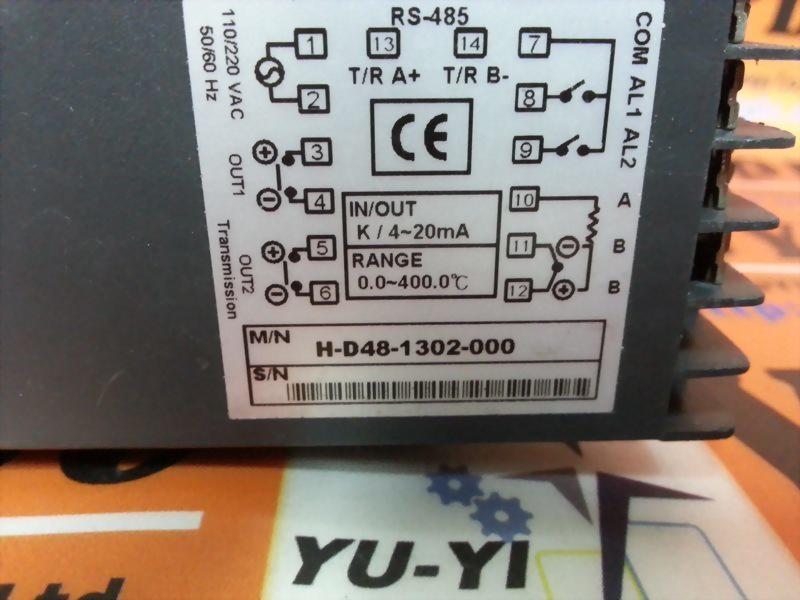 RS-485
1
13
14
7
T/R A+
T/R B-
110/220 VAC
50/60 Hz
2
8
COM AL1 AL2
CE
3
9
OUT1
4
IN/OUT
K / 4~20mA
10
A
5
RANGE
0.0~400.0℃
11
B
OUT2
Transmission
6
12
B
M/N
H-D48-1302-000
S/N
YU-YI
Ltd